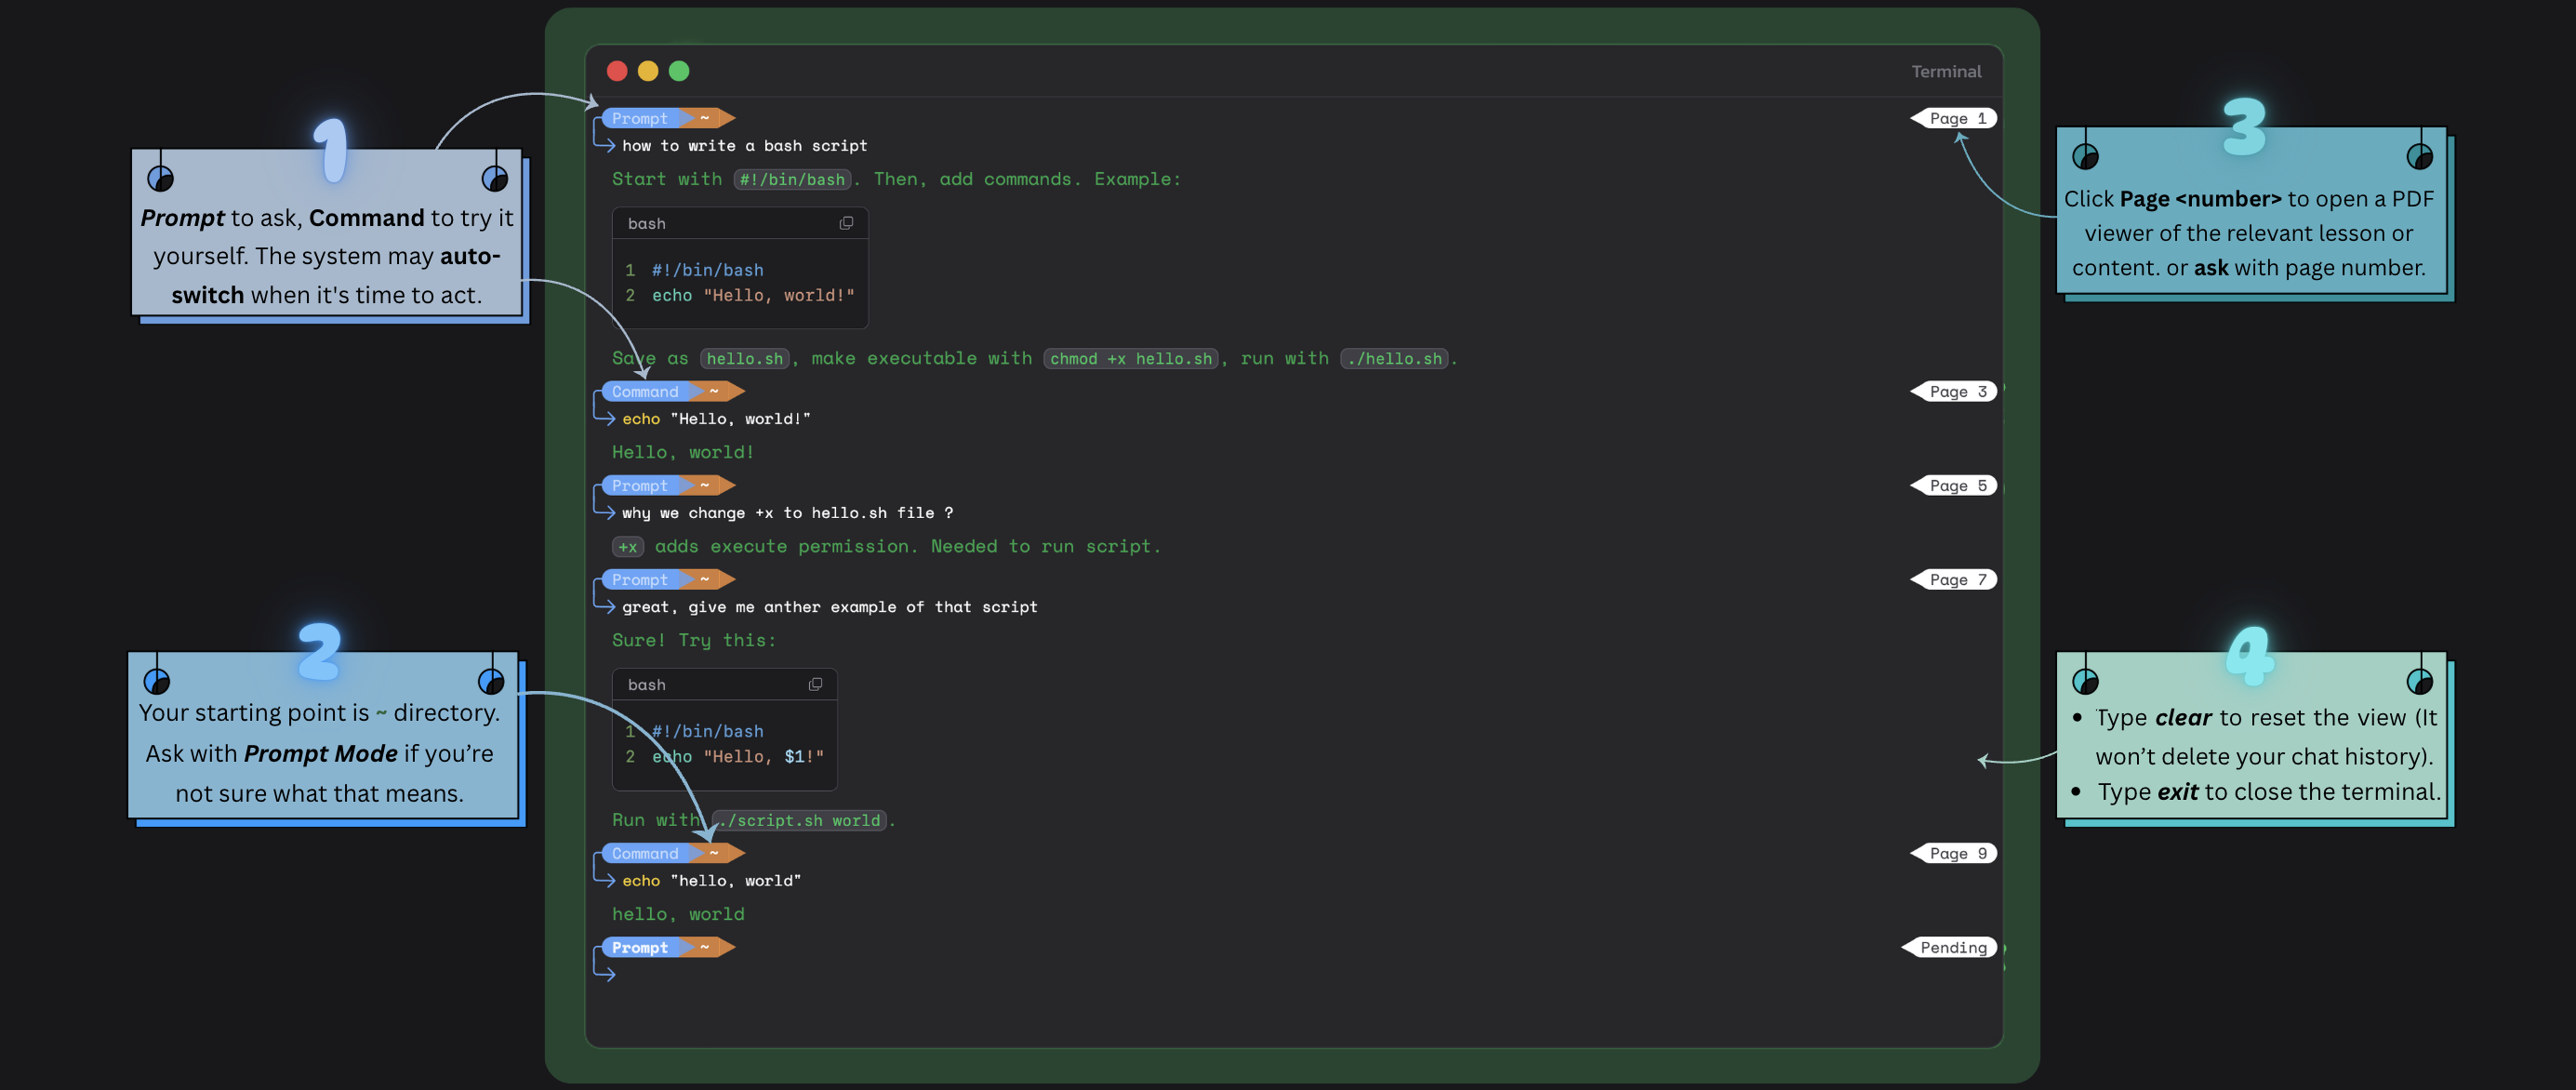 Terminal
1
Prompt to ask, Command to try it
yourself. The system may auto-
switch when it's time to act.
2
Your starting point is ~ directory.
Ask with Prompt Mode if you’re
not sure what that means.
Prompt ~
Page 1
how to write a bash script
Start with #!/bin/bash. Then, add commands. Example:
bash
1 #!/bin/bash
2 echo "Hello, world!"
Save as hello.sh, make executable with chmod +x hello.sh, run with ./hello.sh.
Command ~
Page 3
echo "Hello, world!"
Hello, world!
Prompt ~
Page 5
why we change +x to hello.sh file ?
+x adds execute permission. Needed to run script.
Prompt ~
Page 7
great, give me anther example of that script
Sure! Try this:
bash
1 #!/bin/bash
2 echo "Hello, $1!"
Run with ./script.sh world.
Command ~
Page 9
echo "hello, world"
hello, world
Prompt ~
Pending
3
Click Page <number> to open a PDF
viewer of the relevant lesson or
content. or ask with page number.
4
• Type clear to reset the view (It
won’t delete your chat history).
• Type exit to close the terminal.